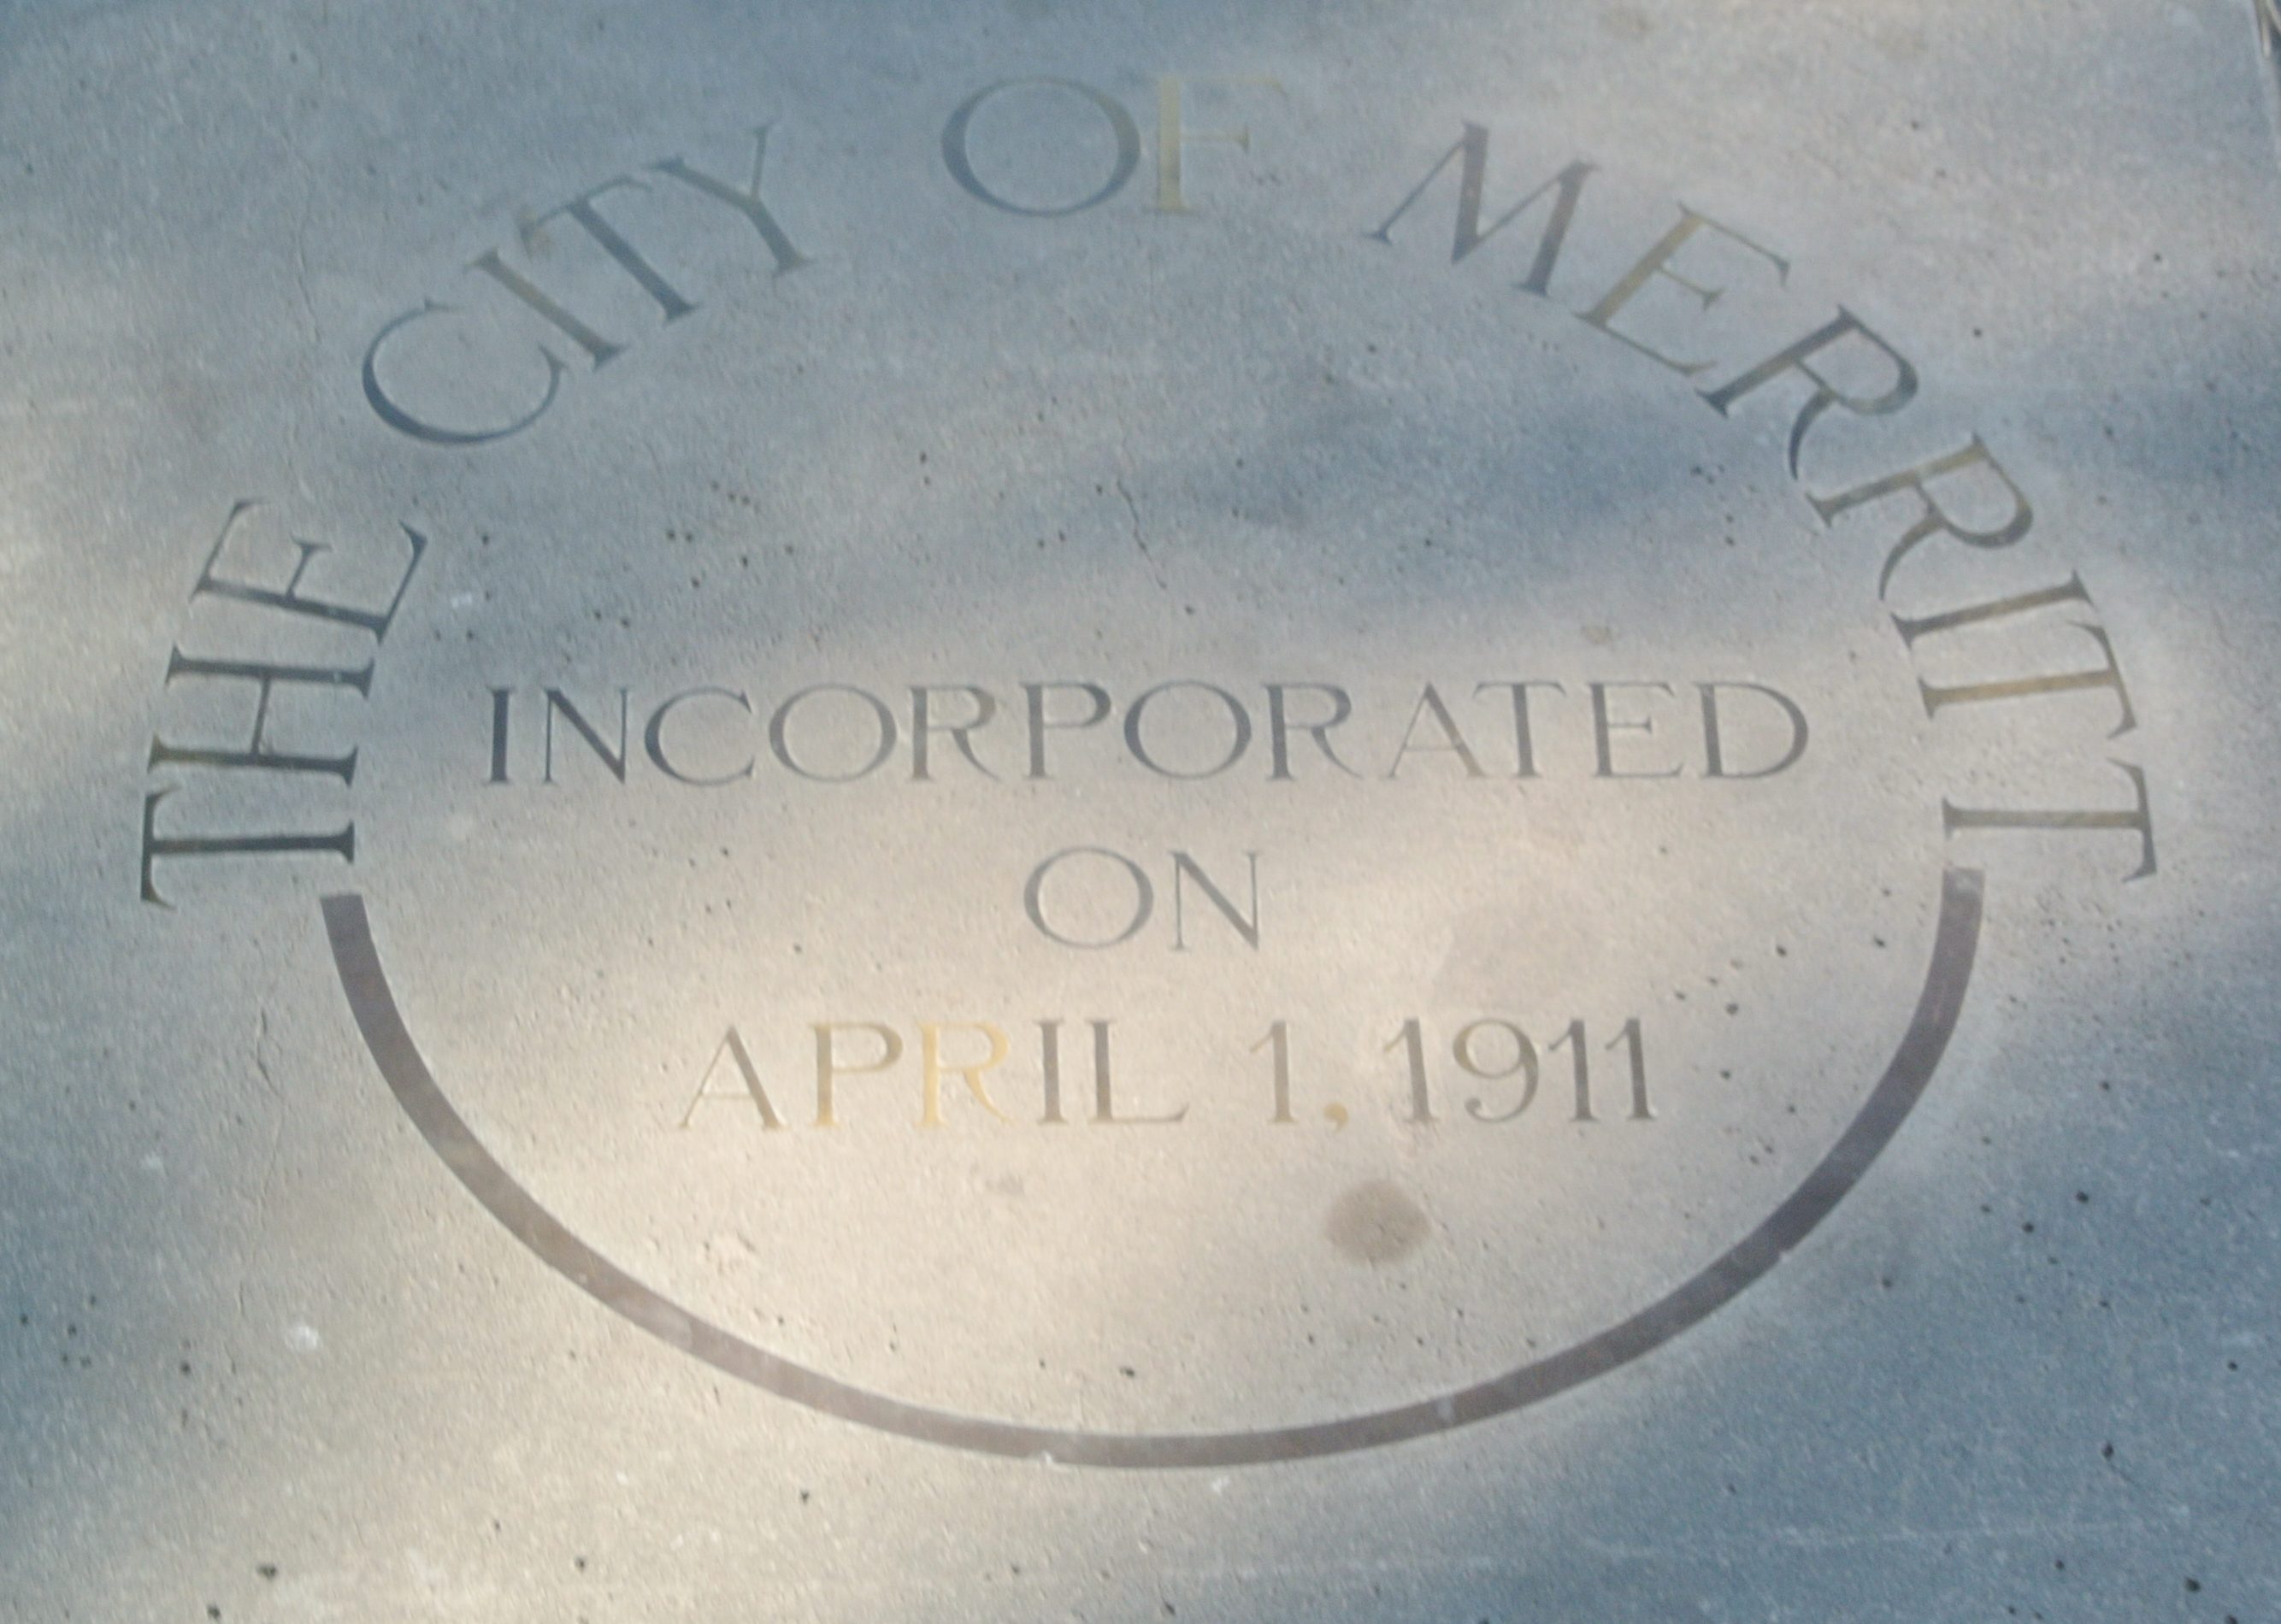 THE CITY OF MERRITT
INCORPORATED
ON
APRIL 1, 1911